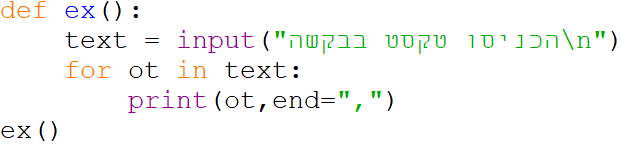 def ex():
    text = input("הכניסו טקסט בבקשה\n")
    for ot in text:
        print(ot,end=",")
ex()